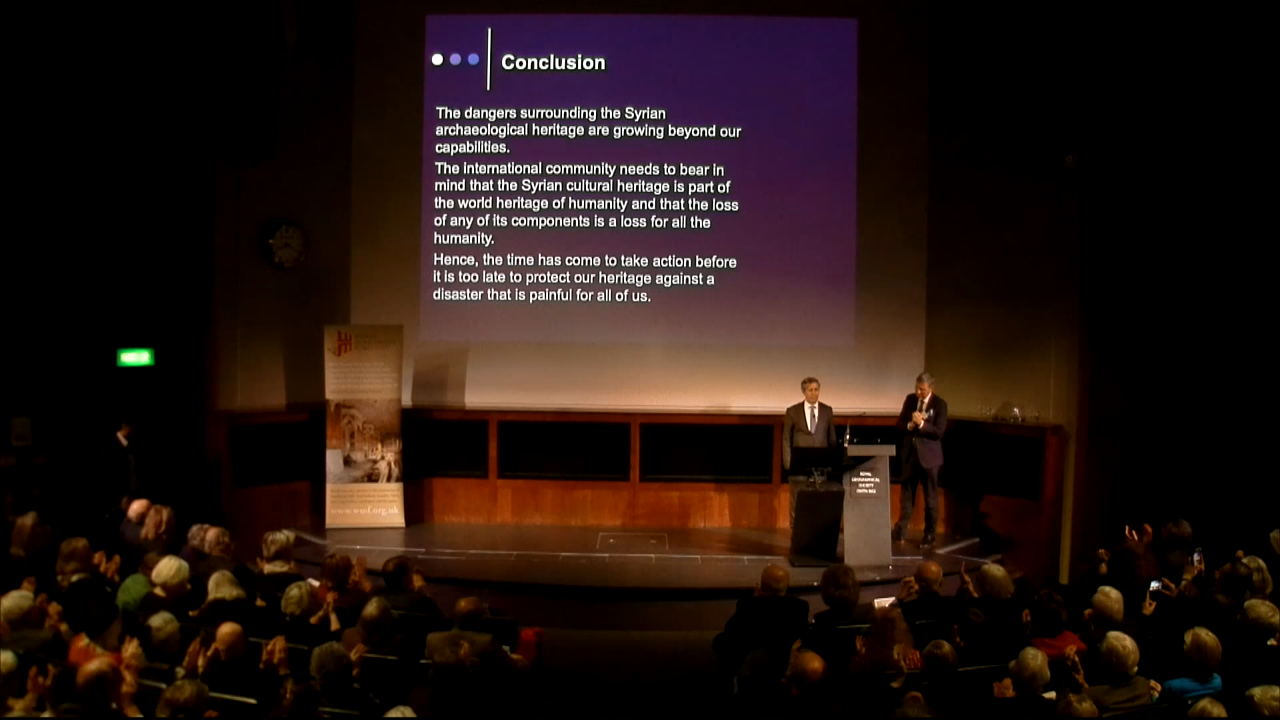 Conclusion
The dangers surrounding the Syrian
archaeological heritage are growing beyond our
capabilities.
The international community needs to bear in
mind that the Syrian cultural heritage is part of
the world heritage of humanity and that the loss
of any of its components is a loss for all the
humanity.
Hence, the time has come to take action before
it is too late to protect our heritage against a
disaster that is painful for all of us.
www.wmf.org.uk
ROYAL
GEOGRAPHICAL
SOCIETY